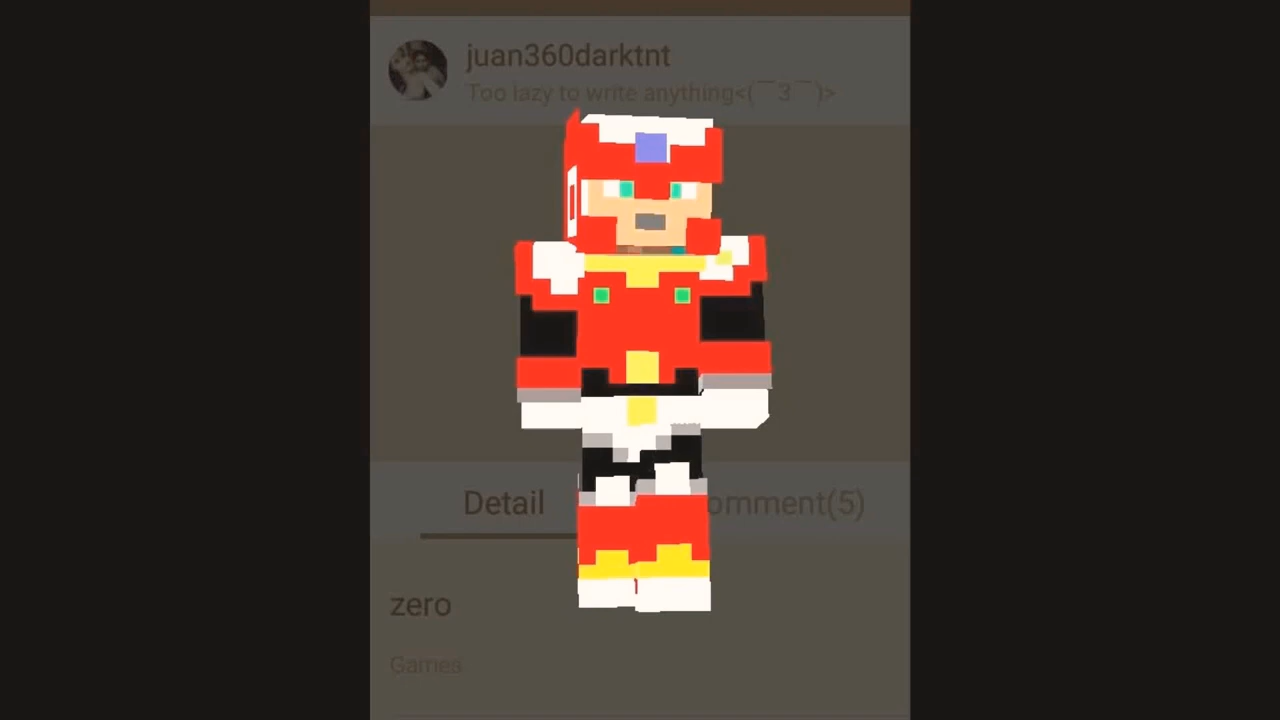 juan360darktnt
Too lazy to write anything<(￣3￣)>
Detail
omment(5)
zero
Games